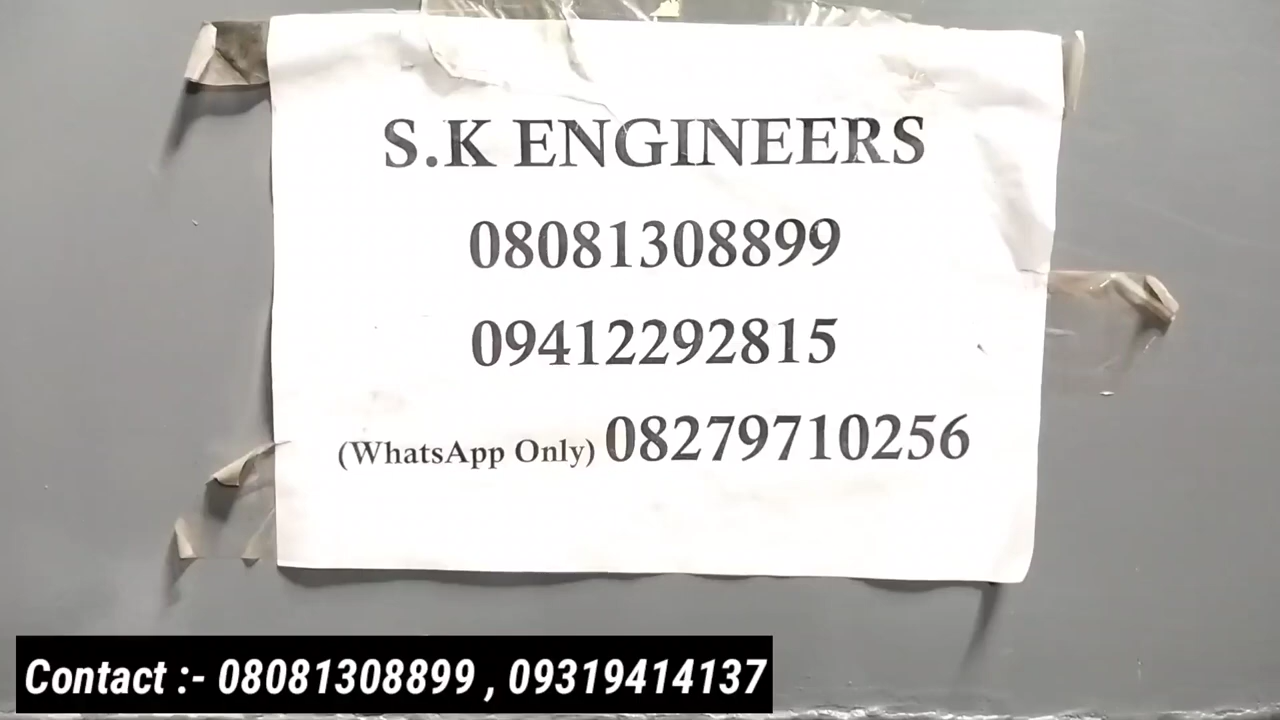 S.K ENGINEERS
08081308899
09412292815
(WhatsApp Only) 08279710256
Contact :- 08081308899 , 09319414137